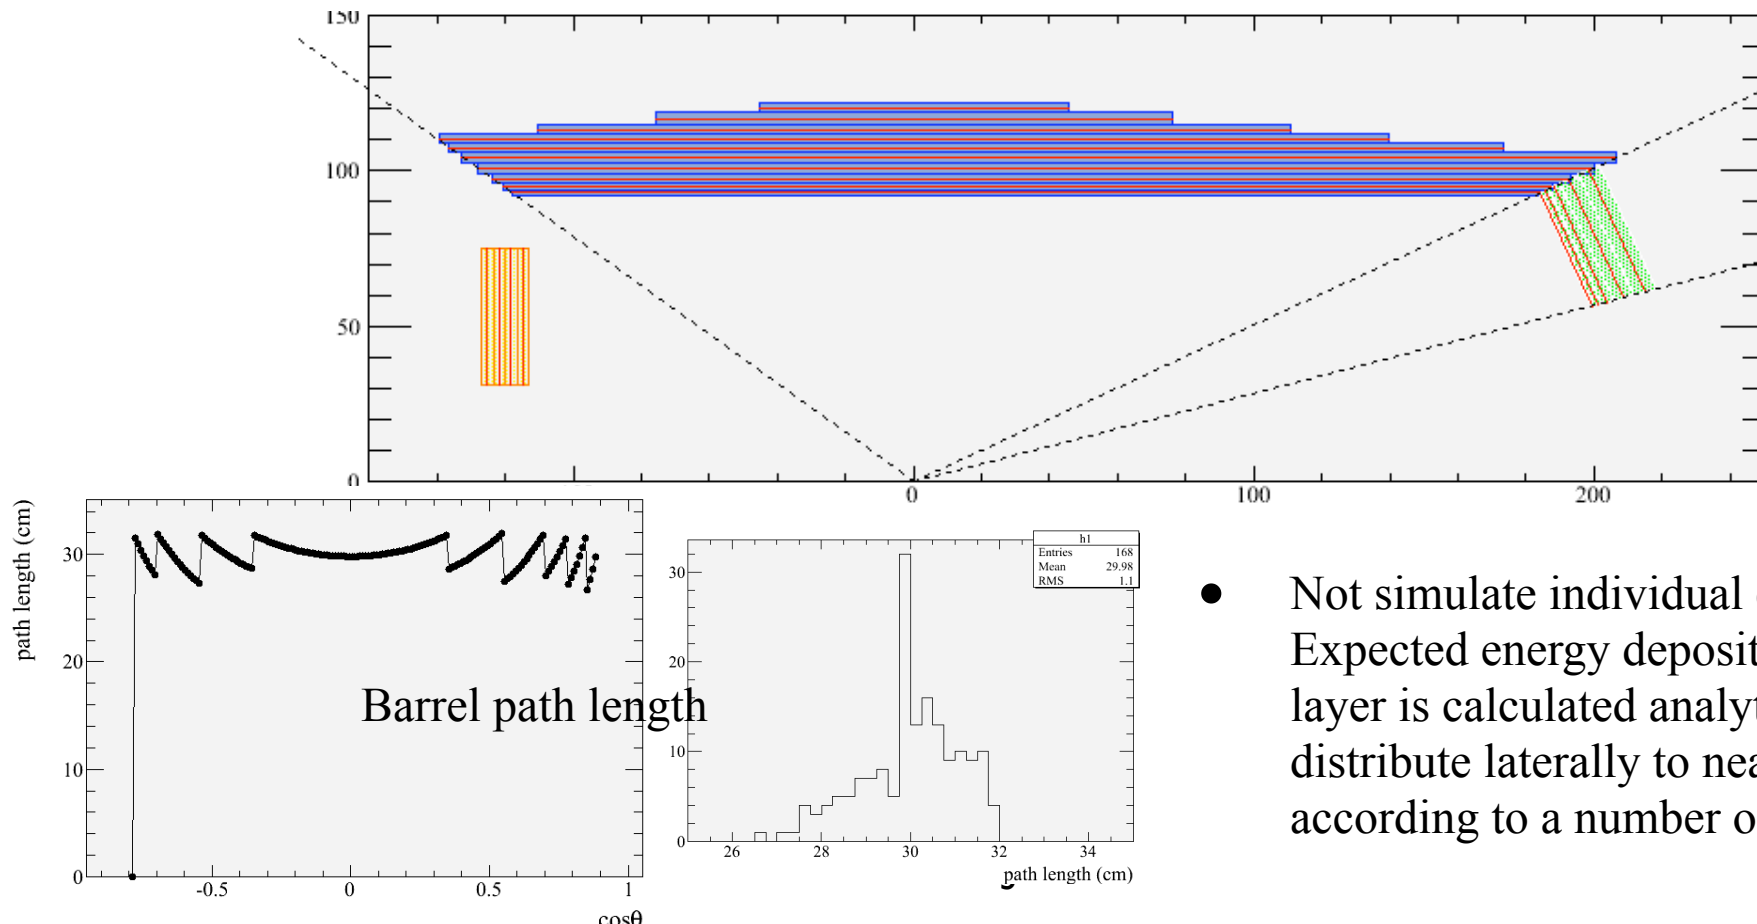 150
100
50
0
0
100
200
path length (cm)
30
20
10
0
-0.5
0
0.5
1
cosθ
Barrel path length
h1
Entries 168
Mean 29.98
RMS 1.1
30
20
10
0
26
28
30
32
34
path length (cm)
● Not simulate individual
Expected energy deposit
layer is calculated
distribute laterally to
according to a number